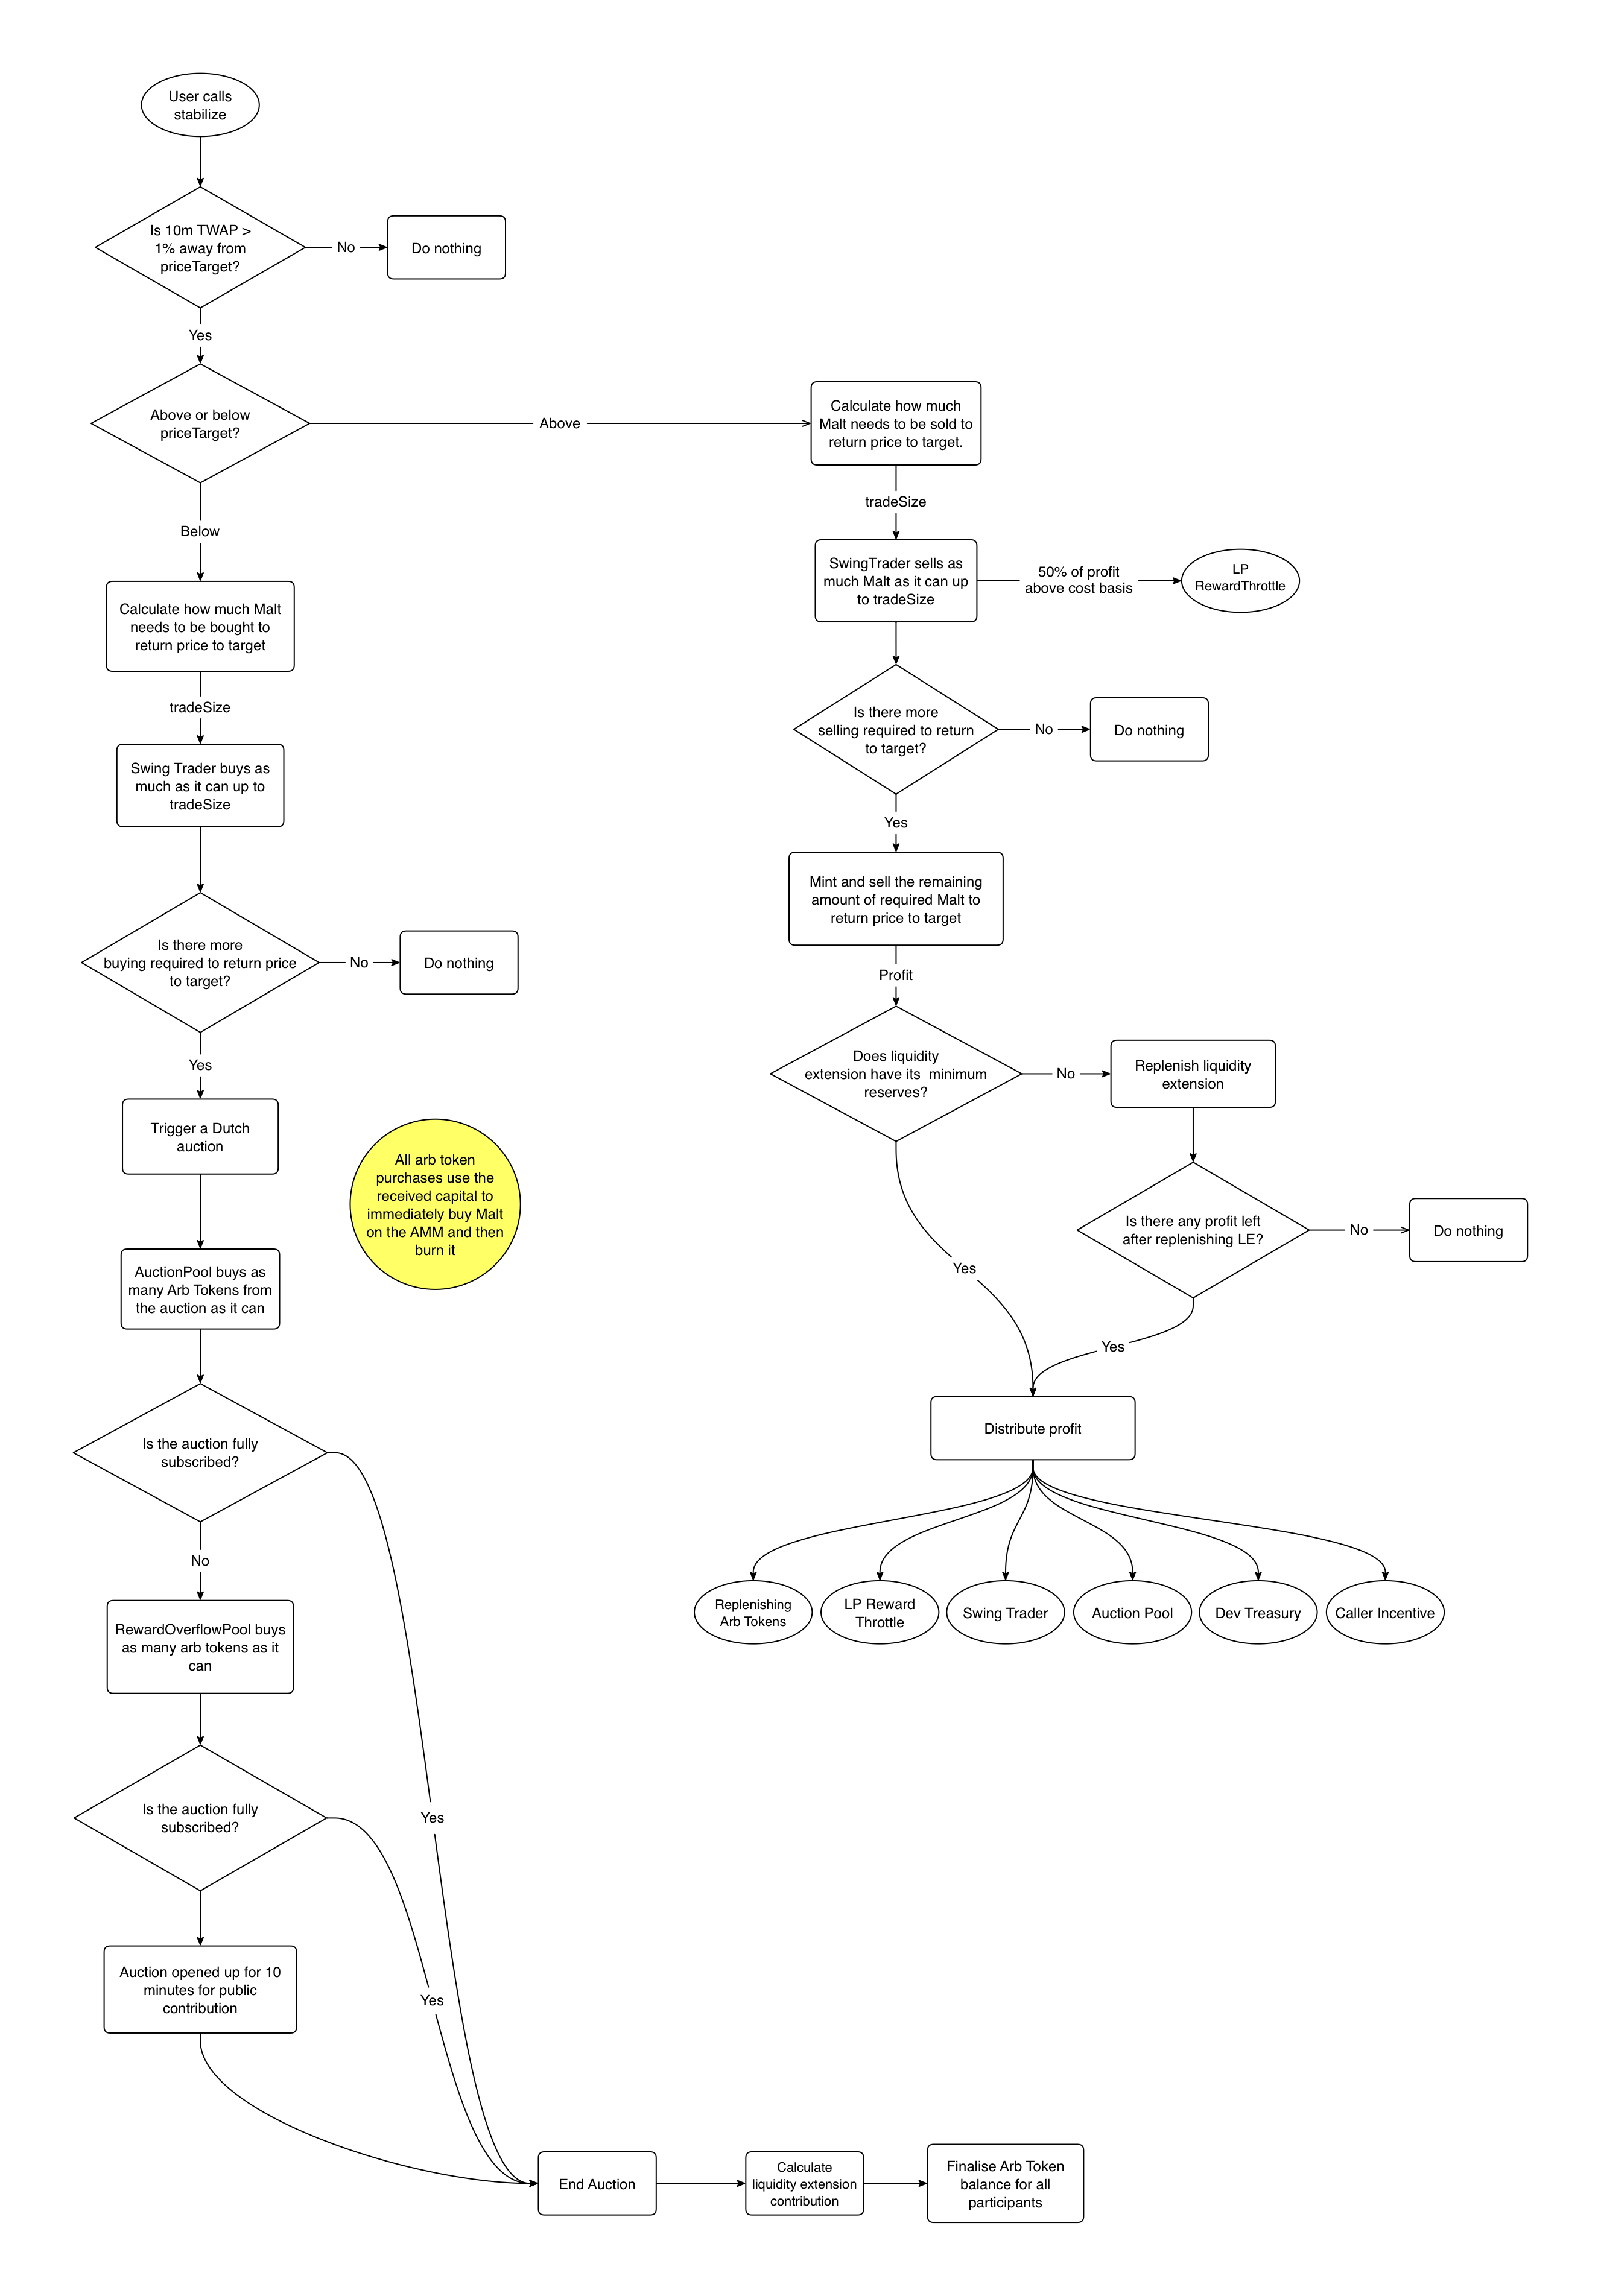 User calls
stabilize
Is 10m TWAP >
1% away from
priceTarget?
No
Do nothing
Yes
Above or below
priceTarget?
Above
Calculate how much
Malt needs to be sold to
return price to target.
tradeSize
Below
SwingTrader sells as
much Malt as it can up
to tradeSize
50% of profit
above cost basis
LP
RewardThrottle
Calculate how much Malt
needs to be bought to
return price to target
tradeSize
Is there more
selling required to return
to target?
No
Do nothing
Swing Trader buys as
much as it can up to
tradeSize
Yes
Mint and sell the remaining
amount of required Malt to
return price to target
Is there more
buying required to return price
to target?
No
Do nothing
Profit
Yes
Does liquidity
extension have its  minimum
reserves?
No
Replenish liquidity
extension
Trigger a Dutch
auction
All arb token
purchases use the
received capital to
immediately buy Malt
on the AMM and then
burn it
Is there any profit left
after replenishing LE?
No
Do nothing
Yes
AuctionPool buys as
many Arb Tokens from
the auction as it can
Yes
Distribute profit
Is the auction fully
subscribed?
No
Replenishing
Arb Tokens
LP Reward
Throttle
Swing Trader
Auction Pool
Dev Treasury
Caller Incentive
RewardOverflowPool buys
as many arb tokens as it
can
Is the auction fully
subscribed?
Yes
Auction opened up for 10
minutes for public
contribution
Yes
End Auction
Calculate
liquidity extension
contribution
Finalise Arb Token
balance for all
participants